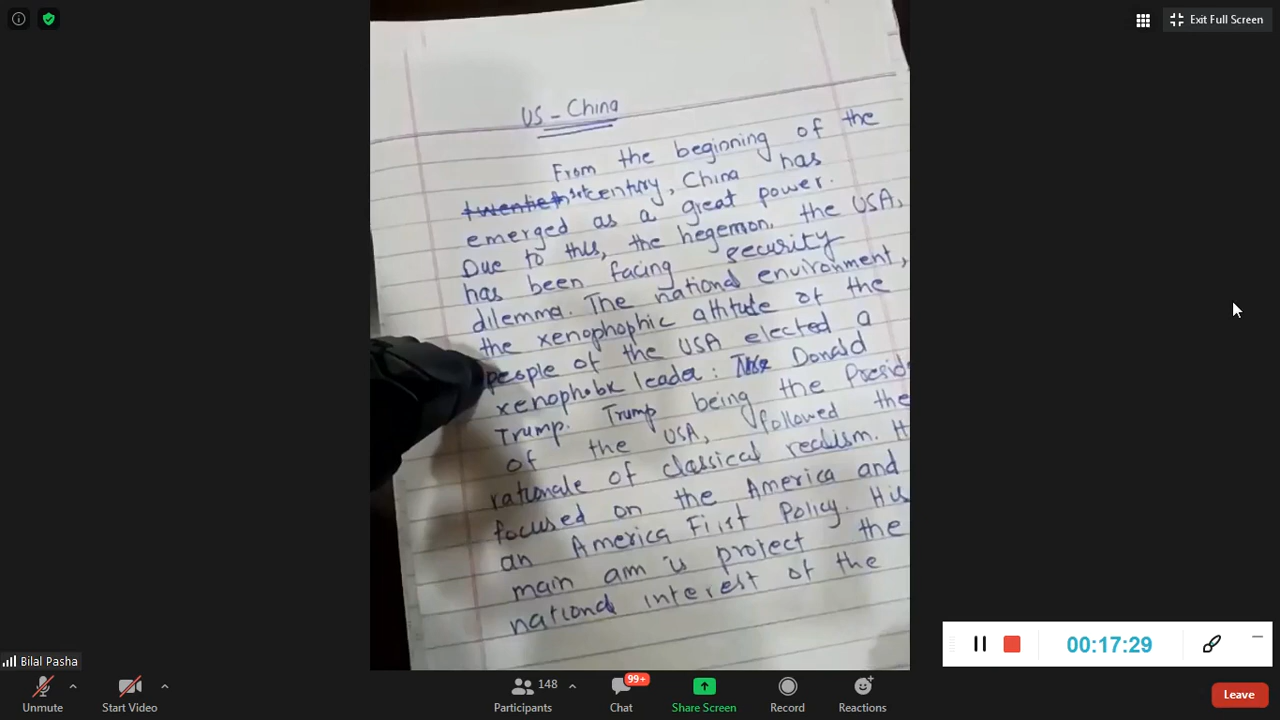 Exit Full Screen
US - China
From the beginning of the
century, China has
emerged as a great power.
Due to this, the hegemon, the USA,
has been facing security
dilemma. The national environment,
the xenophophic attitude of the
people of the USA elected a
xenophobic leader: Donald
Trump. Trump being the Presid
of the USA, followed the
rationale of classical realism. H
focused on the America and
an America First Policy. His
main aim is protect the
national interest of the
Bilal Pasha
00:17:29
Unmute
Start Video
148
Participants
99+
Chat
Share Screen
Record
Reactions
Leave